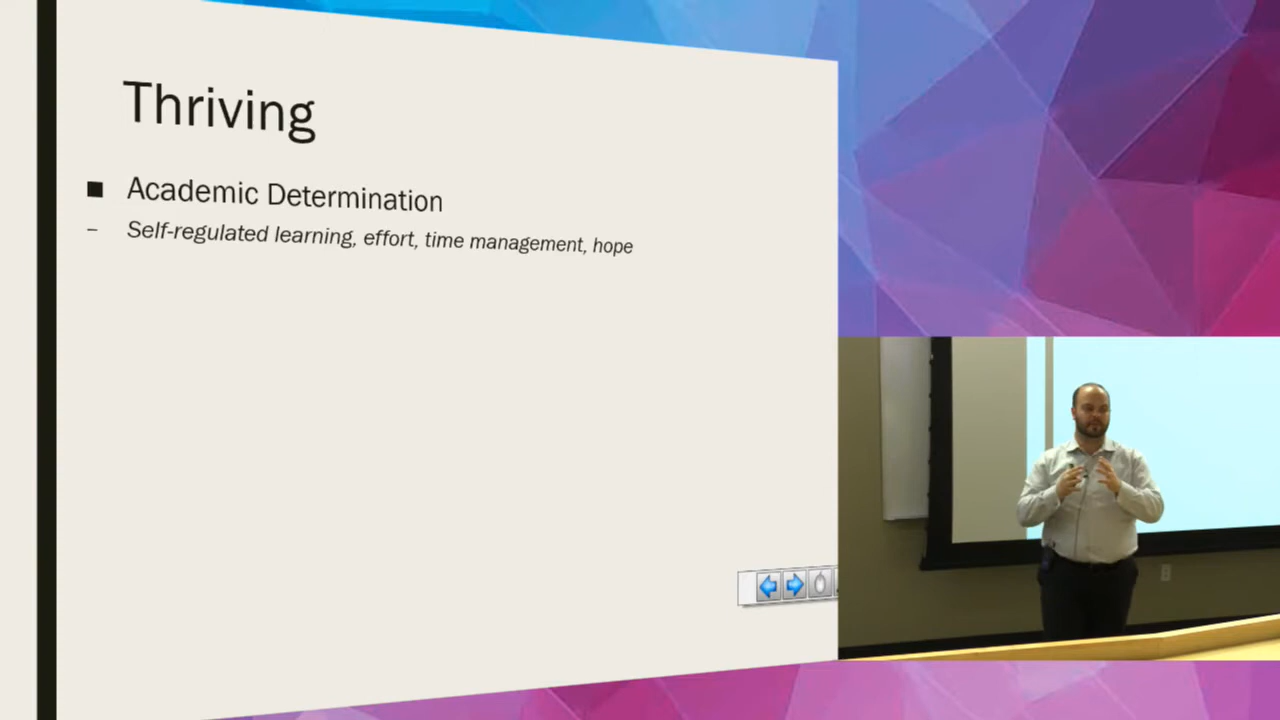 Thriving
■ Academic Determination
– Self-regulated learning, effort, time management, hope